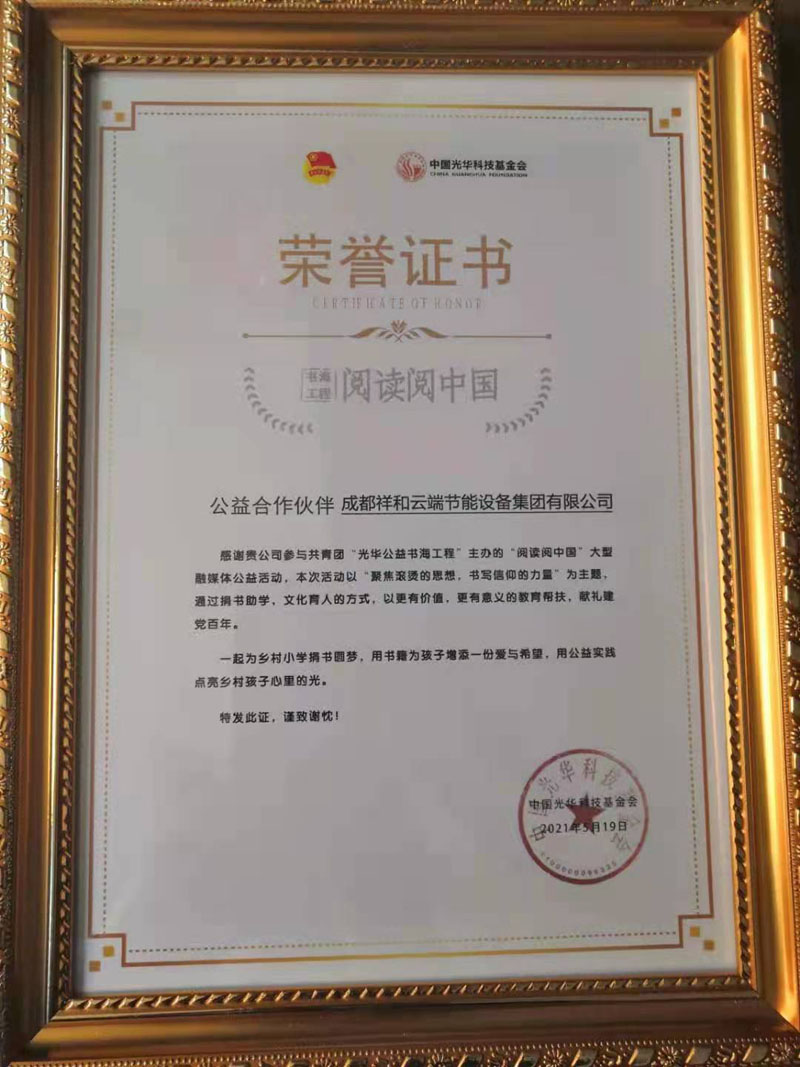 中国光华科技基金会
CHINA GUANGHUA FOUNDATION
荣誉证书
CERTIFICATE OF HONOR
书海工程 阅读阅中国
公益合作伙伴 成都祥和云端节能设备集团有限公司
感谢贵公司参与共青团“光华公益书海工程”主办的“阅读阅中国”大型
融媒体公益活动，本次活动以“聚焦滚烫的思想，书写信仰的力量”为主题，
通过捐书助学，文化育人的方式，以更有价值，更有意义的教育帮扶，献礼建
党百年。
一起为乡村小学捐书圆梦，用书籍为孩子增添一份爱与希望，用公益实践
点亮乡村孩子心里的光。
特发此证，谨致谢忱！
中国光华科技基金会
2021年5月19日
中国光华科技基金会